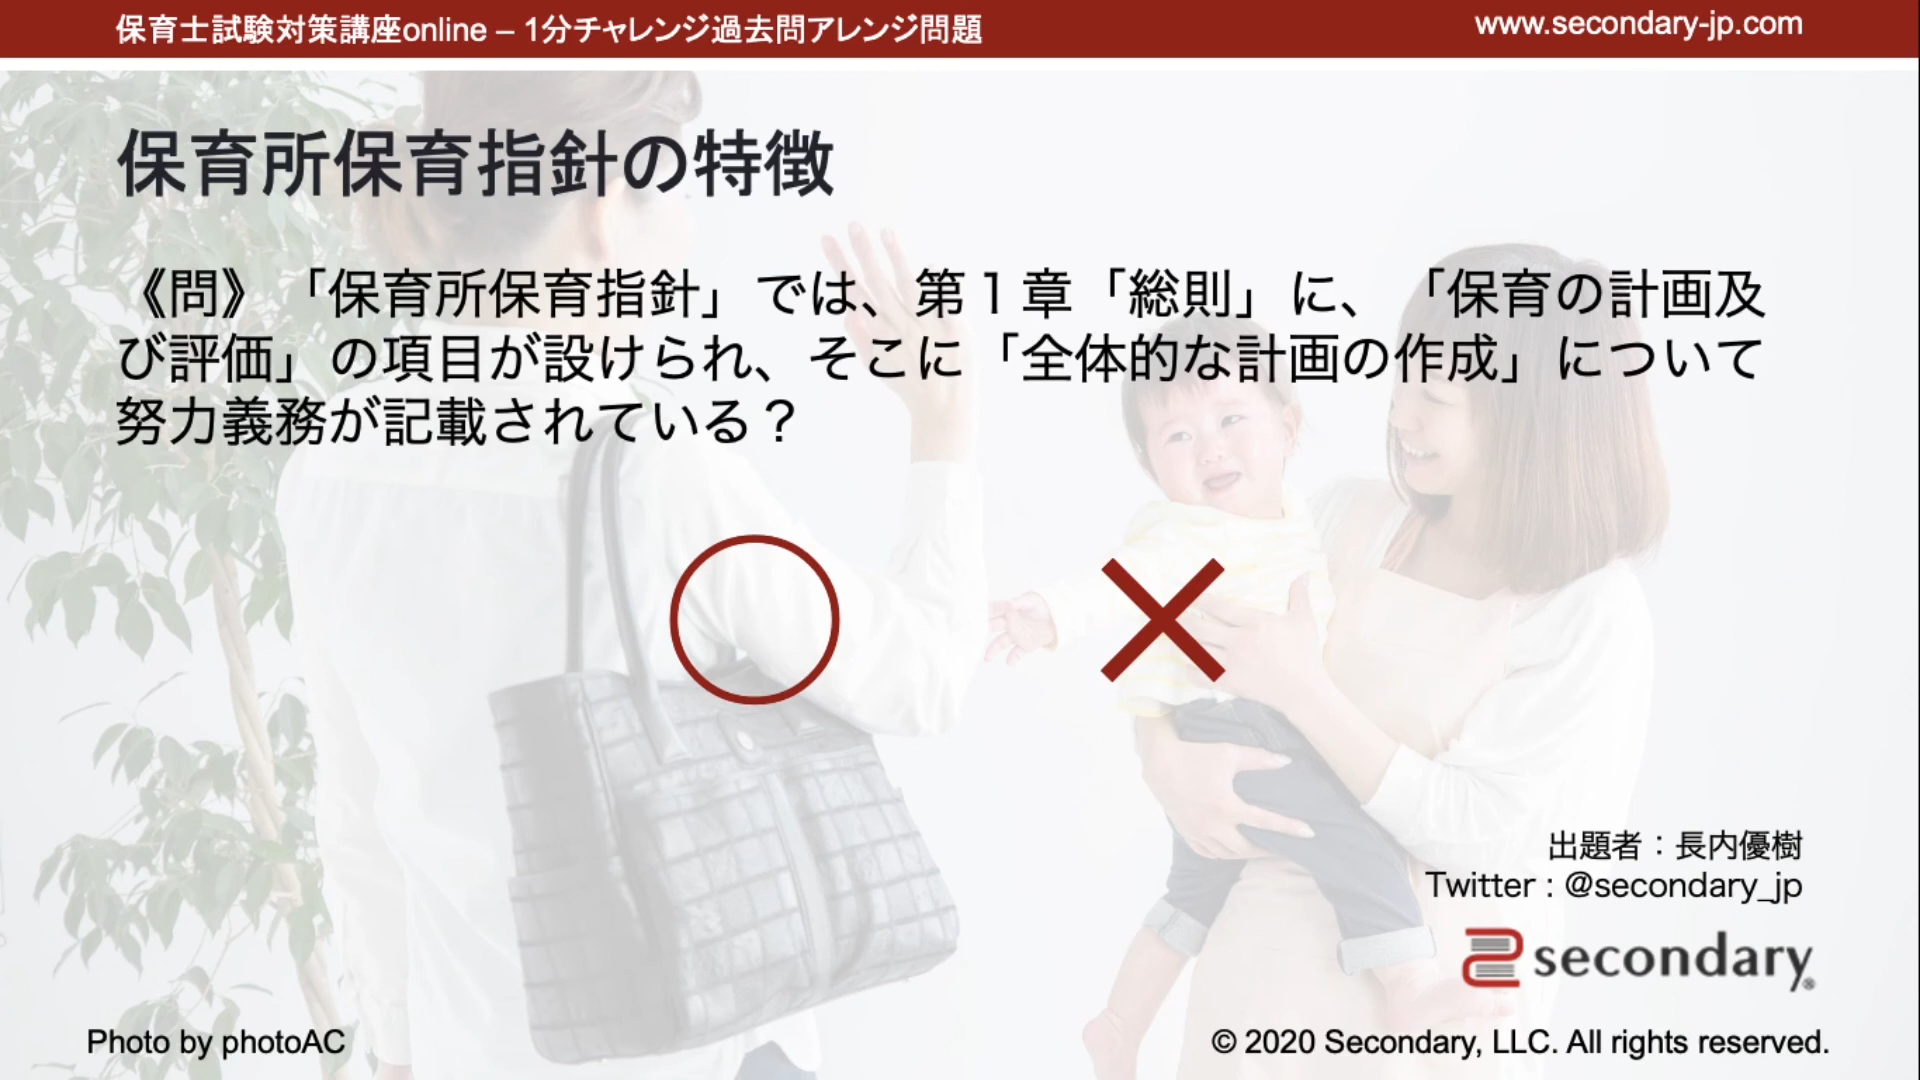 保育士試験対策講座online – 1分チャレンジ過去問アレンジ問題
www.secondary-jp.com
保育所保育指針の特徴
《問》「保育所保育指針」では、第１章「総則」に、「保育の計画及
び評価」の項目が設けられ、そこに「全体的な計画の作成」について
努力義務が記載されている？
出題者：長内優樹
Twitter : @secondary_jp
secondary®
Photo by photoAC
© 2020 Secondary, LLC. All rights reserved.